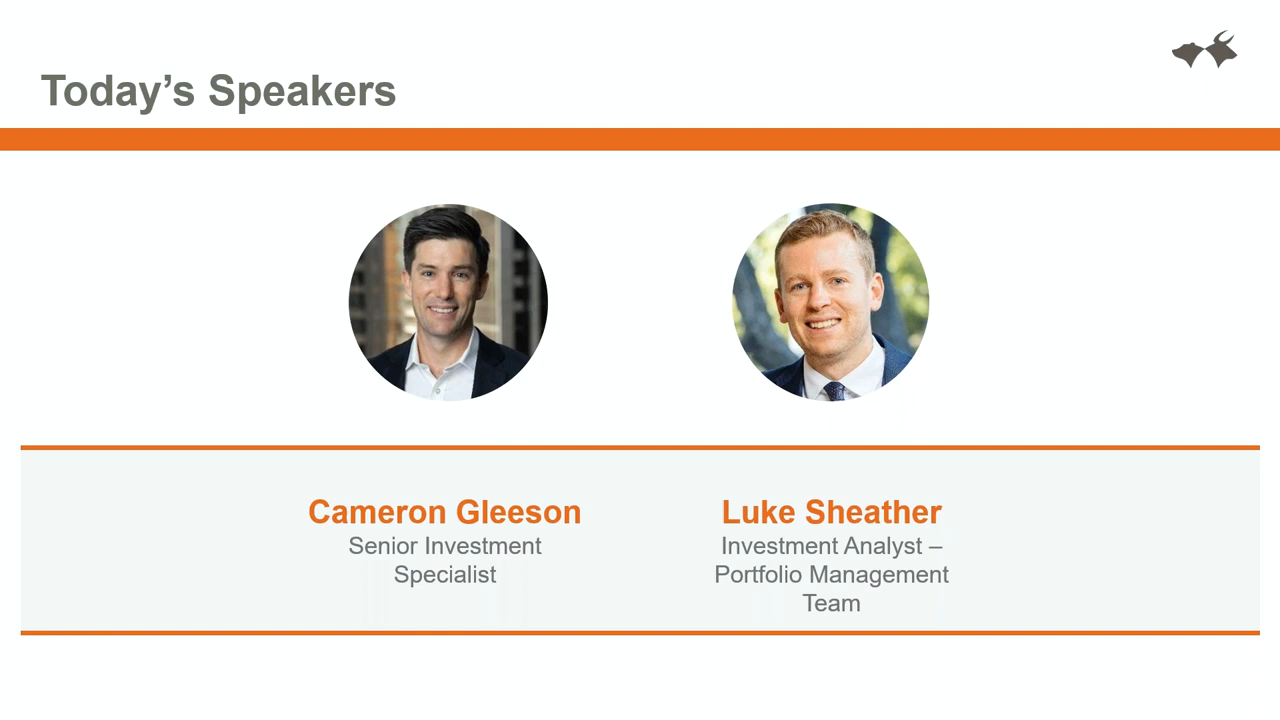 Today’s Speakers
Cameron Gleeson
Senior Investment
Specialist
Luke Sheather
Investment Analyst –
Portfolio Management
Team